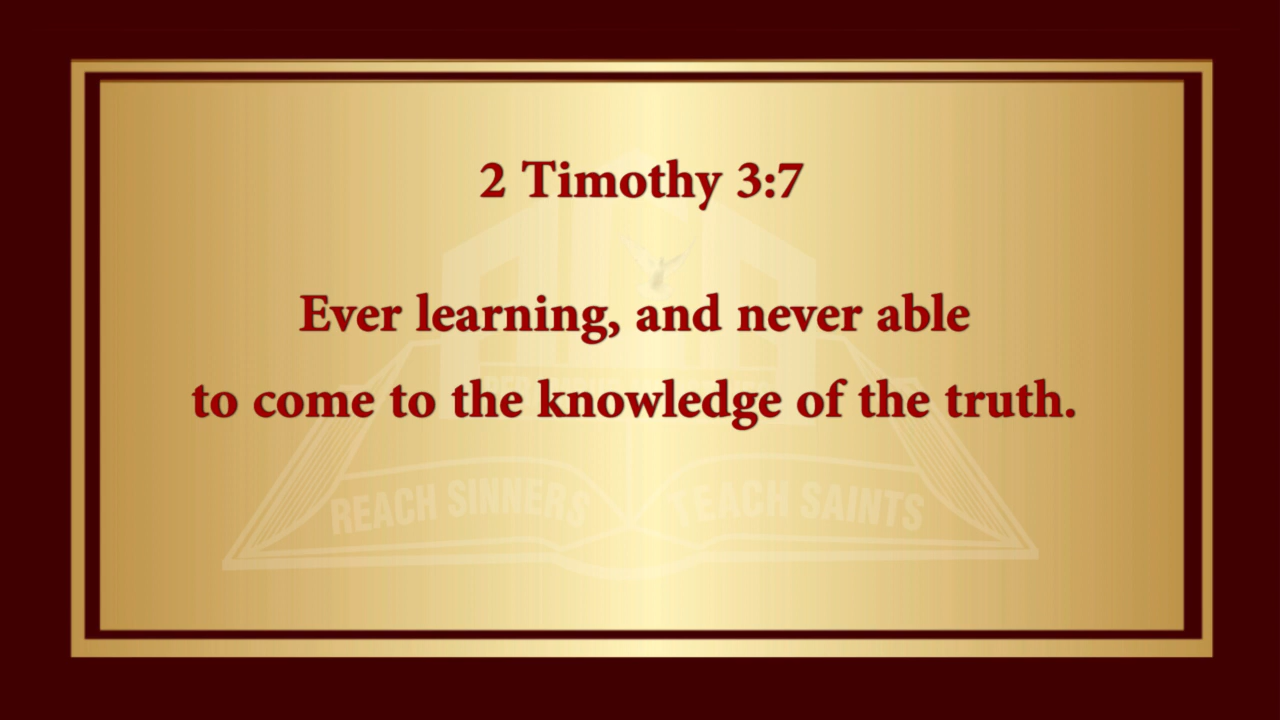 2 Timothy 3:7
Ever learning, and never able
to come to the knowledge of the truth.
REACH SINNERS TEACH SAINTS